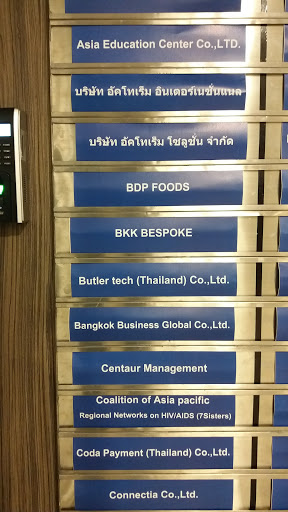 Asia Education Center Co.,LTD.
บริษัท อัคโทเร็ม อินเตอร์เนชั่นแนล
บริษัท อัคโทเร็ม โซลูชั่น จำกัด
BDP FOODS
BKK BESPOKE
Butler tech (Thailand) Co.,Ltd.
Bangkok Business Global Co.,Ltd.
Centaur Management
Coalition of Asia pacific
Regional Networks on HIV/AIDS (7Sisters)
Coda Payment (Thailand) Co.,Ltd.
Connectia Co.,Ltd.